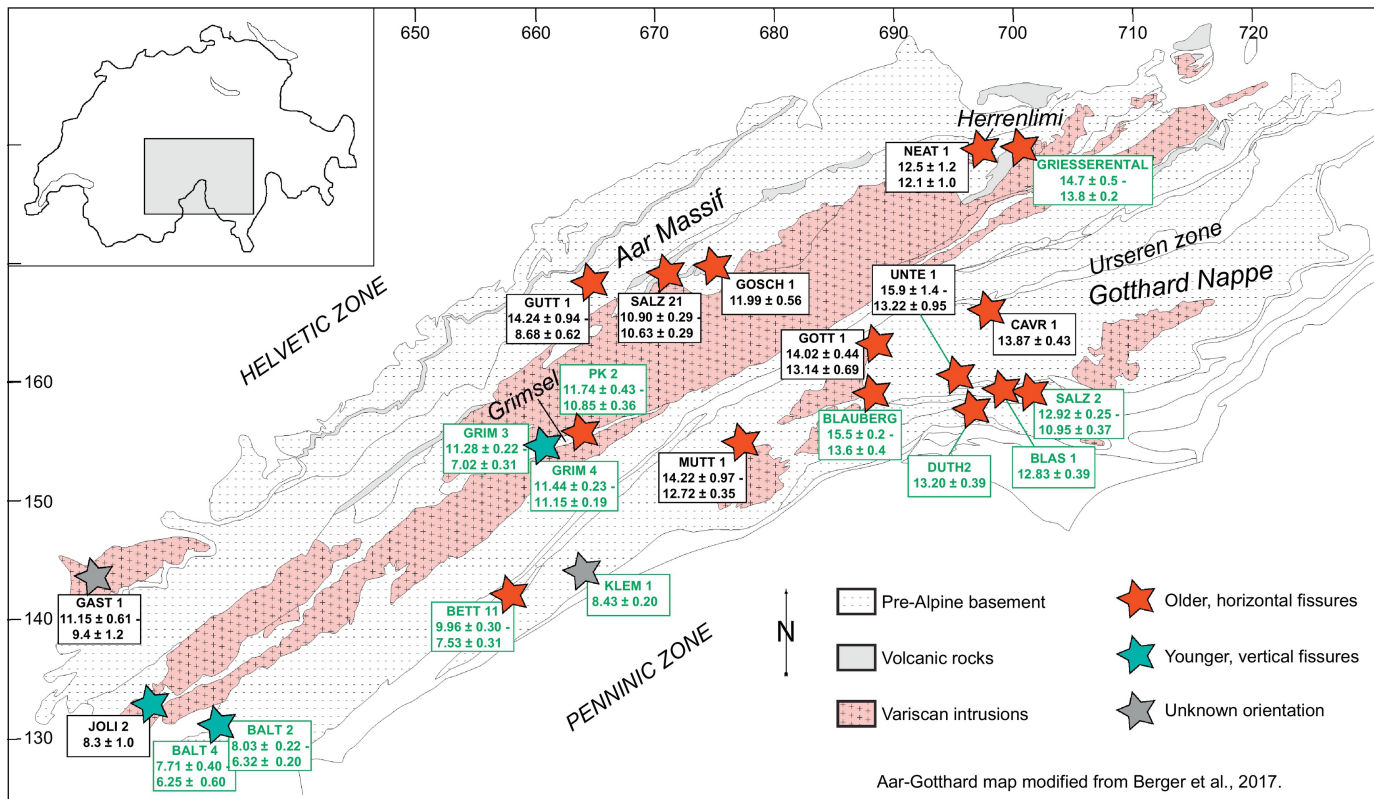 650 660 670 680 690 700 710 720
Herrenlimi
NEAT 1
12.5 ± 1.2
12.1 ± 1.0
GRIESSERENTAL
14.7 ± 0.5 -
13.8 ± 0.2
Aar Massif
Urseren zone
Gotthard Nappe
HELVETIC ZONE
GUTT 1
14.24 ± 0.94 -
8.68 ± 0.62
SALZ 21
10.90 ± 0.29 -
10.63 ± 0.29
GOSCH 1
11.99 ± 0.56
UNTE 1
15.9 ± 1.4 -
13.22 ± 0.95
CAVR 1
13.87 ± 0.43
GOTT 1
14.02 ± 0.44
13.14 ± 0.69
160
PK 2
11.74 ± 0.43 -
10.85 ± 0.36
Grimsel
GRIM 3
11.28 ± 0.22 -
7.02 ± 0.31
GRIM 4
11.44 ± 0.23 -
11.15 ± 0.19
MUTT 1
14.22 ± 0.97 -
12.72 ± 0.35
BLAUBERG
15.5 ± 0.2 -
13.6 ± 0.4
SALZ 2
12.92 ± 0.25 -
10.95 ± 0.37
DUTH2
13.20 ± 0.39
BLAS 1
12.83 ± 0.39
150
GAST 1
11.15 ± 0.61 -
9.4 ± 1.2
140
BETT 11
9.96 ± 0.30 -
7.53 ± 0.31
KLEM 1
8.43 ± 0.20
PENNINIC ZONE
N
Pre-Alpine basement
Volcanic rocks
Variscan intrusions
Older, horizontal fissures
Younger, vertical fissures
Unknown orientation
130
JOLI 2
8.3 ± 1.0
BALT 4
7.71 ± 0.40 -
6.25 ± 0.60
BALT 2
8.03 ± 0.22 -
6.32 ± 0.20
Aar-Gotthard map modified from Berger et al., 2017.